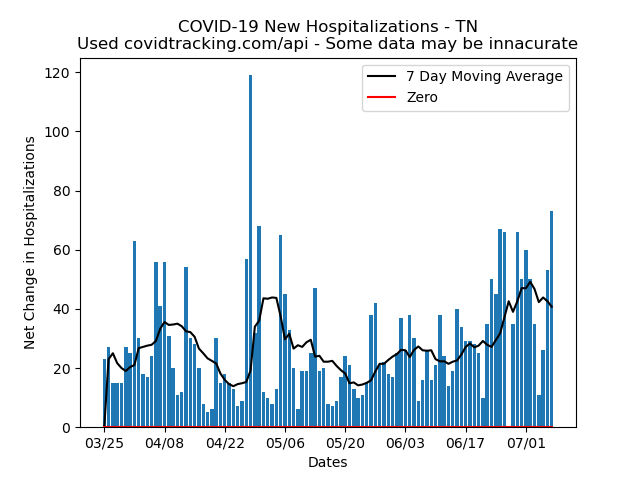 COVID-19 New Hospitalizations - TN
Used covidtracking.com/api - Some data may be innacurate
7 Day Moving Average
Zero
Net Change in Hospitalizations
120
100
80
60
40
20
0
03/25 04/08 04/22 05/06 05/20 06/03 06/17 07/01
Dates